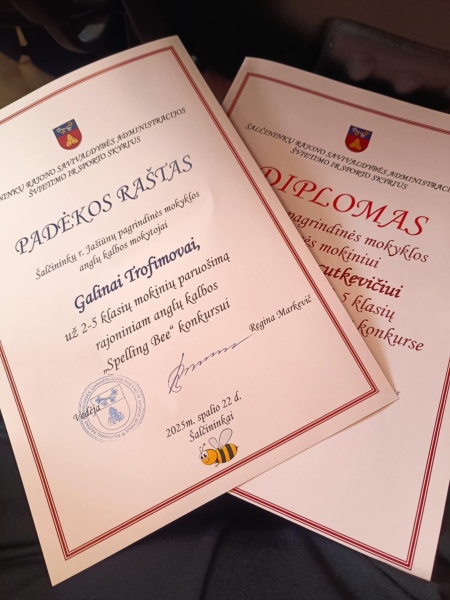 ŠALČININKŲ RAJONO SAVIVALDYBĖS ADMINISTRACIJOS
ŠVIETIMO IR SPORTO SKYRIUS
PADĖKOS RAŠTAS
Šalčininkų r. Jašiūnų pagrindinės mokyklos
anglų kalbos mokytojai
Galinai Trofimovai,
už 2-5 klasių mokinių paruošimą
rajoniniam anglų kalbos
„Spelling Bee“ konkursui
Vedėja
Regina Markevič
2025m. spalio 22 d.
Šalčininkai
ŠALČININKŲ RAJONO SAVIVALDYBĖS ADMINISTRACIJOS
ŠVIETIMO IR SPORTO SKYRIUS
DIPLOMAS
pagrindinės mokyklos
mokiniui
5 klasių
konkurse